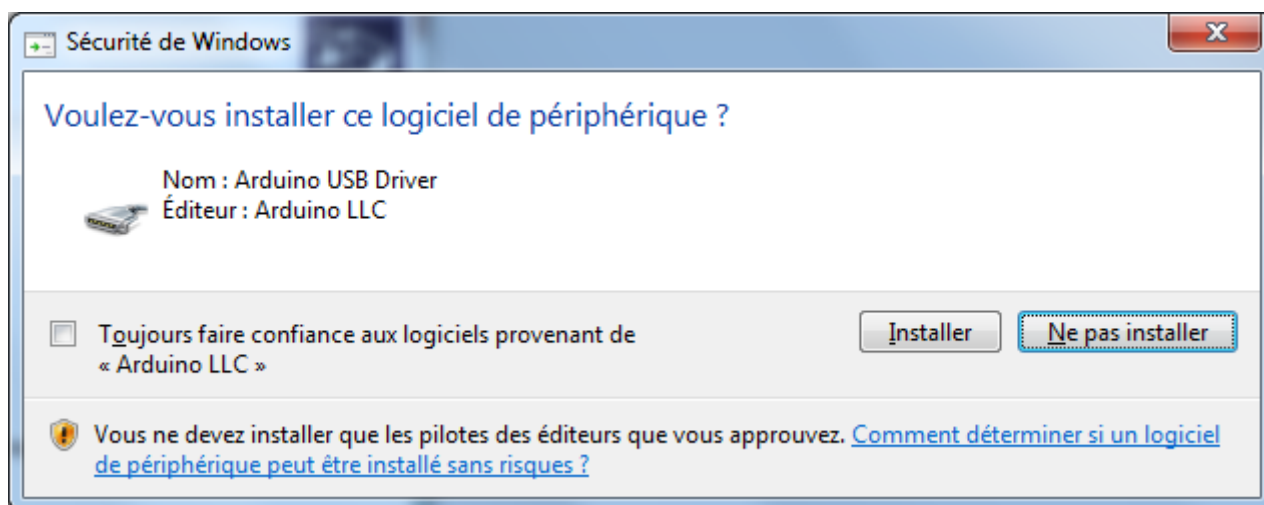 Sécurité de Windows
Voulez-vous installer ce logiciel de périphérique ?
Nom : Arduino USB Driver
Éditeur : Arduino LLC
Toujours faire confiance aux logiciels provenant de
« Arduino LLC »
Installer
Ne pas installer
Vous ne devez installer que les pilotes des éditeurs que vous approuvez. Comment déterminer si un logiciel
de périphérique peut être installé sans risques ?